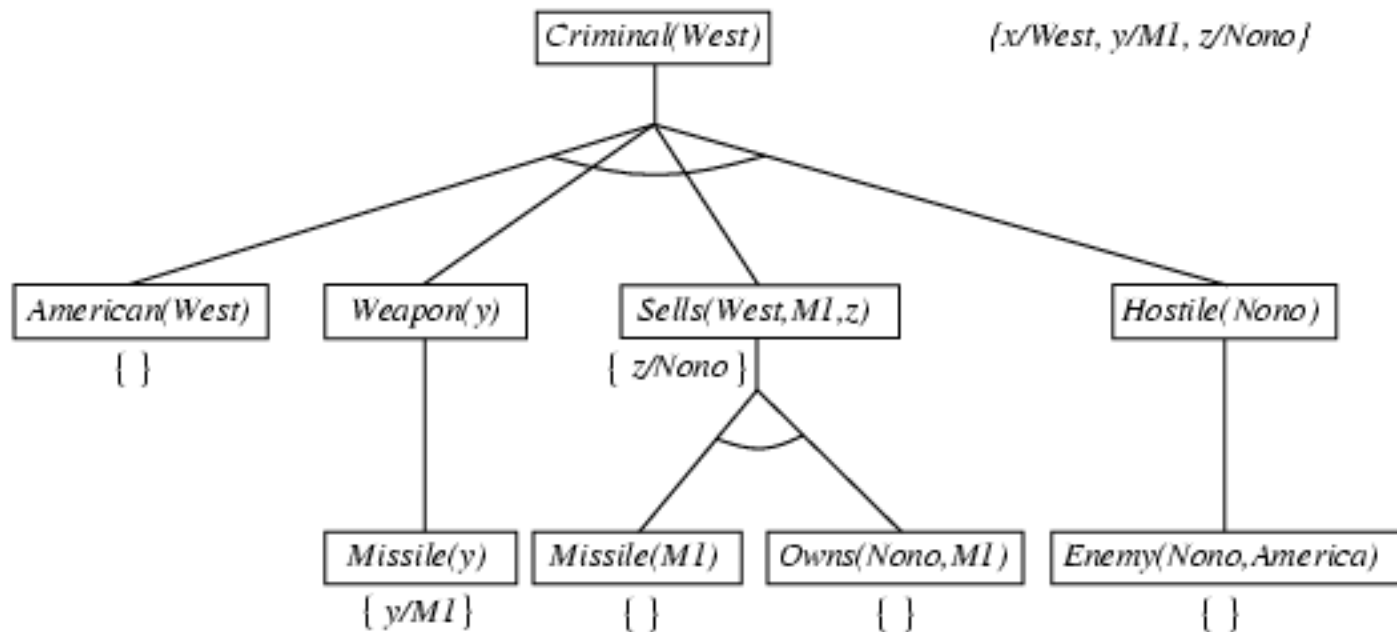 Criminal(West)
{x/West, y/M1, z/Nono}
American(West)
Weapon(y)
Sells(West,M1,z)
Hostile(Nono)
{ }
{ z/Nono }
Missile(y)
Missile(M1)
Owns(Nono,M1)
Enemy(Nono,America)
{ y/M1 }
{ }
{ }
{ }